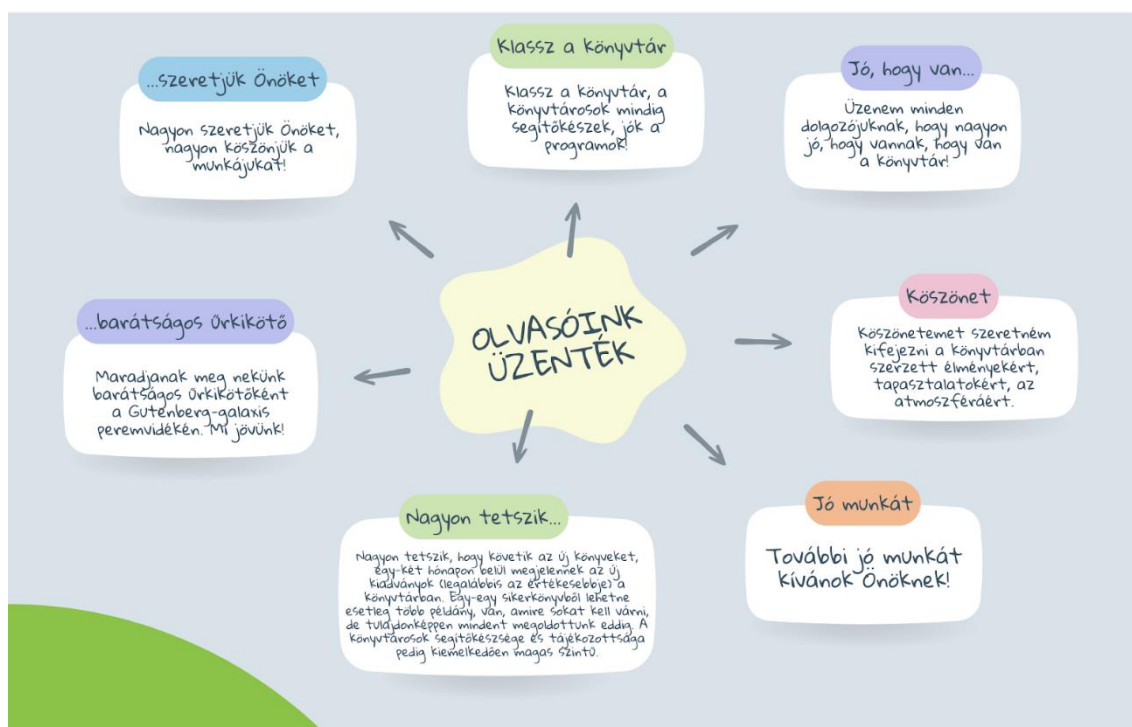 ...szeretjük Önöket
Nagyon szeretjük Önöket,
nagyon köszönjük a
munkájukat!
Klassz a könyvtár
Klassz a könyvtár, a
könyvtárosok mindig
segítőkészek, jók a
programok!
Jó, hogy van...
Üzenem minden
dolgozójuknak, hogy nagyon
jó, hogy vannak, hogy van
a könyvtár!
...barátságos űrkikötő
Maradjanak meg nekünk
barátságos űrkikötőként
a Gutenberg-galaxis
peremvidékén. Mi jövünk!
OLVASÓINK
ÜZENTÉK
Köszönet
Köszönetemet szeretném
kifejezni a könyvtárban
szerzett élményekért,
tapasztalatokért, az
atmoszféráért.
Nagyon tetszik...
Nagyon tetszik, hogy követik az új könyveket,
egy-két hónapon belül megjelennek az új
kiadványok (legalábbis az értékesebbje) a
könyvtárban. Egy-egy sikerkönyvből lehetne
esetleg több példány, van, amire sokat kell várni,
de tulajdonképpen mindent megoldottunk eddig. A
könyvtárosok segítőkészsége és tájékozottsága
pedig kiemelkedően magas szintű.
Jó munkát
További jó munkát
kívánok Önöknek!